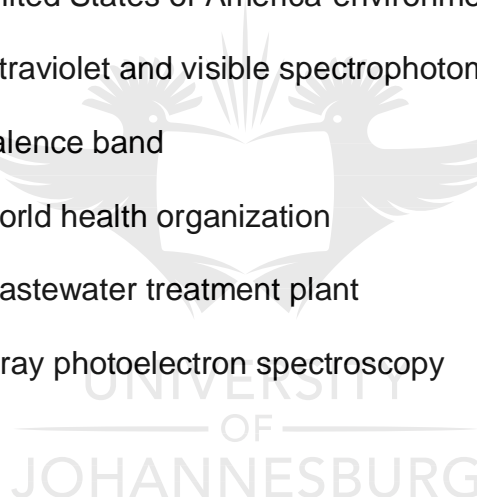 nited States of America environme
traviolet and visible spectrophotom
alence band
orld health organization
astewater treatment plant
ray photoelectron spectroscopy
UNIVERSITY
OF
JOHANNESBURG